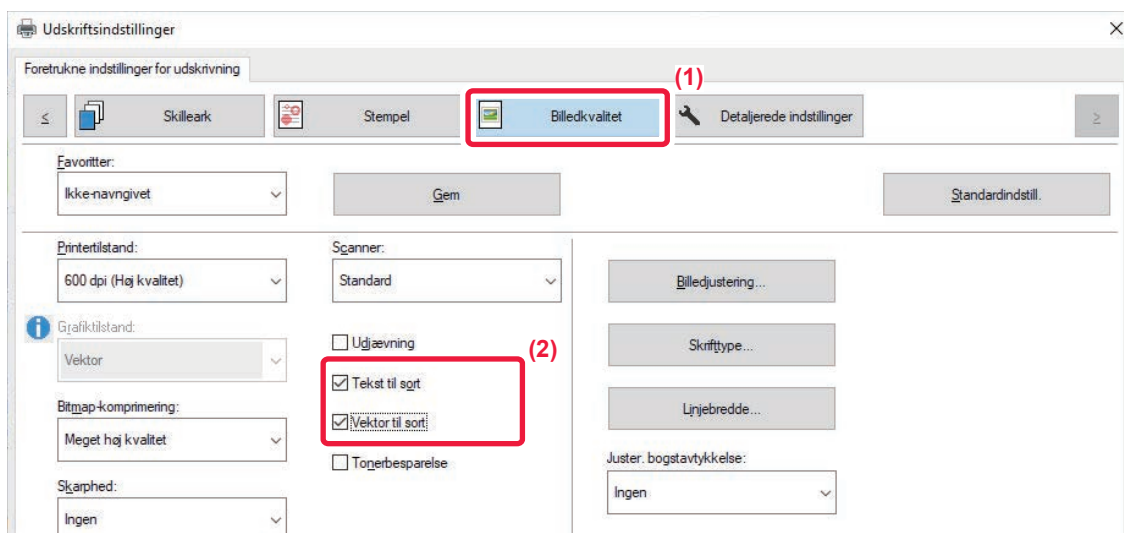 Udskriftsindstillinger
Foretrukne indstillinger for udskrivning
(1)
< Skilleark Stempel Billedkvalitet Detaljerede indstillinger >
Favoritter:
Ikke-navngivet Gem Standardindstill.
Printertilstand: Scanner:
600 dpi (Høj kvalitet) Standard Billedjustering...
Grafiktilstand:
Vektor Udjævning (2) Skrifttype...
Tekst til sort
Bitmap-komprimering: Vektor til sort Linjebredde...
Meget høj kvalitet
Tonerbesparelse Juster. bogstavtykkelse:
Skarphed: Ingen
Ingen